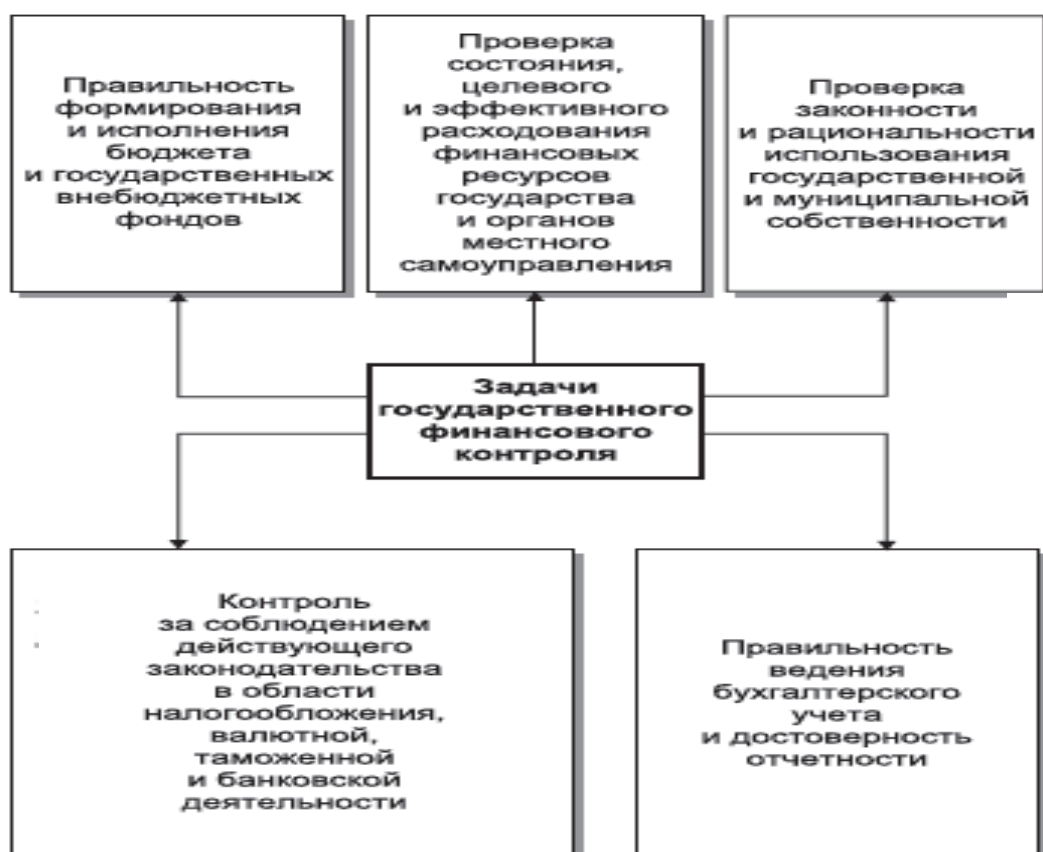 Правильность
формирования
и исполнения
бюджета
и государственных
внебюджетных
фондов
Проверка
состояния,
целевого
и эффективного
расходования
финансовых
ресурсов
государства
и органов
местного
самоуправления
Проверка
законности
и рациональности
использования
государственной
и муниципальной
собственности
Задачи
государственного
финансового
контроля
Контроль
за соблюдением
действующего
законодательства
в области
налогообложения,
валютной,
таможенной
и банковской
деятельности
Правильность
ведения
бухгалтерского
учета
и достоверность
отчетности